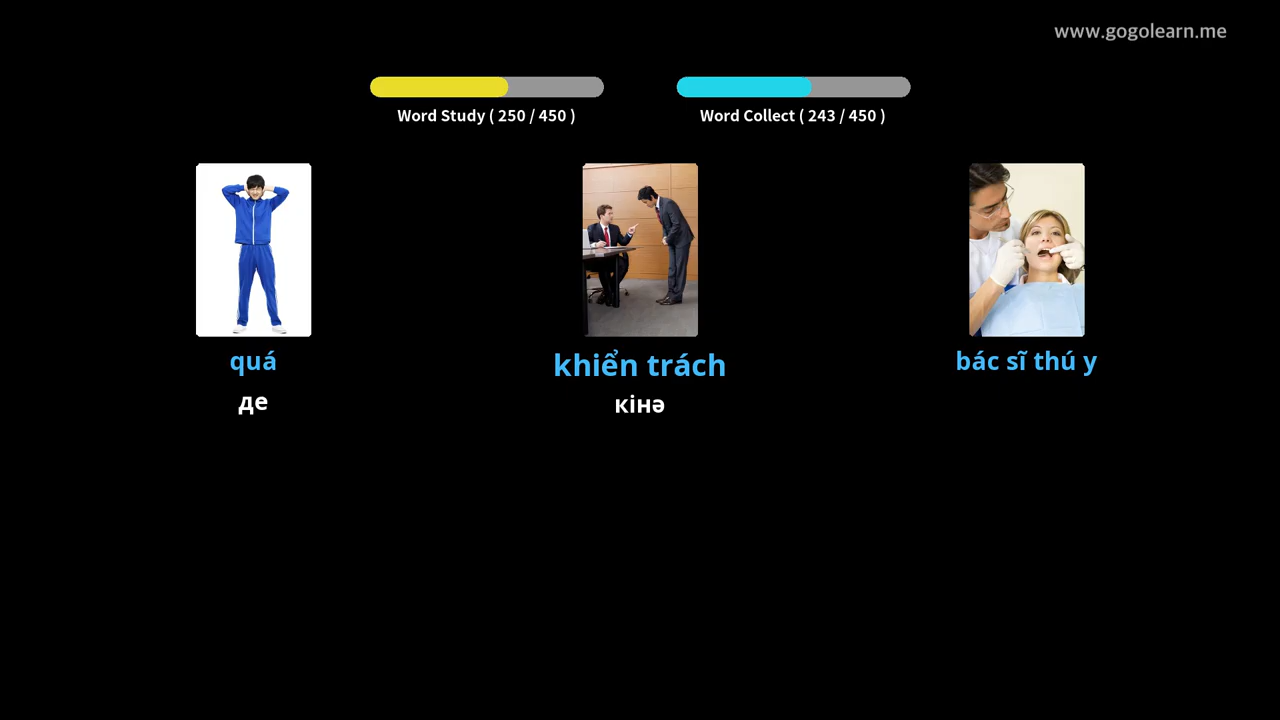 www.gogolearn.me
Word Study ( 250 / 450 )
Word Collect ( 243 / 450 )
quá
де
khiển trách
кінә
bác sĩ thú y